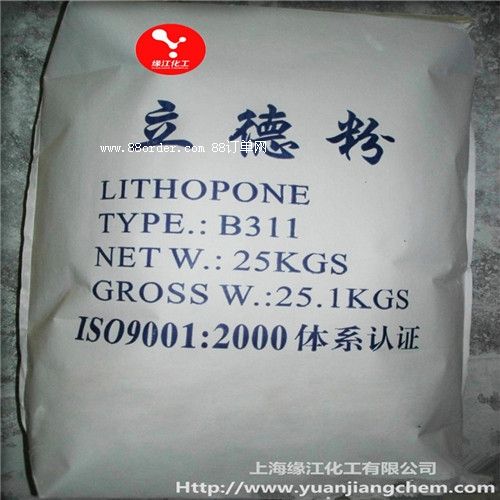 缘江化工
立德粉
www.88order.com 88订单网
LITHOPONE
TYPE.: B311
NET W.: 25KGS
GROSS W.:25.1KGS
ISO9001:2000 体系认证
上海缘江化工有限公司
Http://www.yuanjiangchem.com